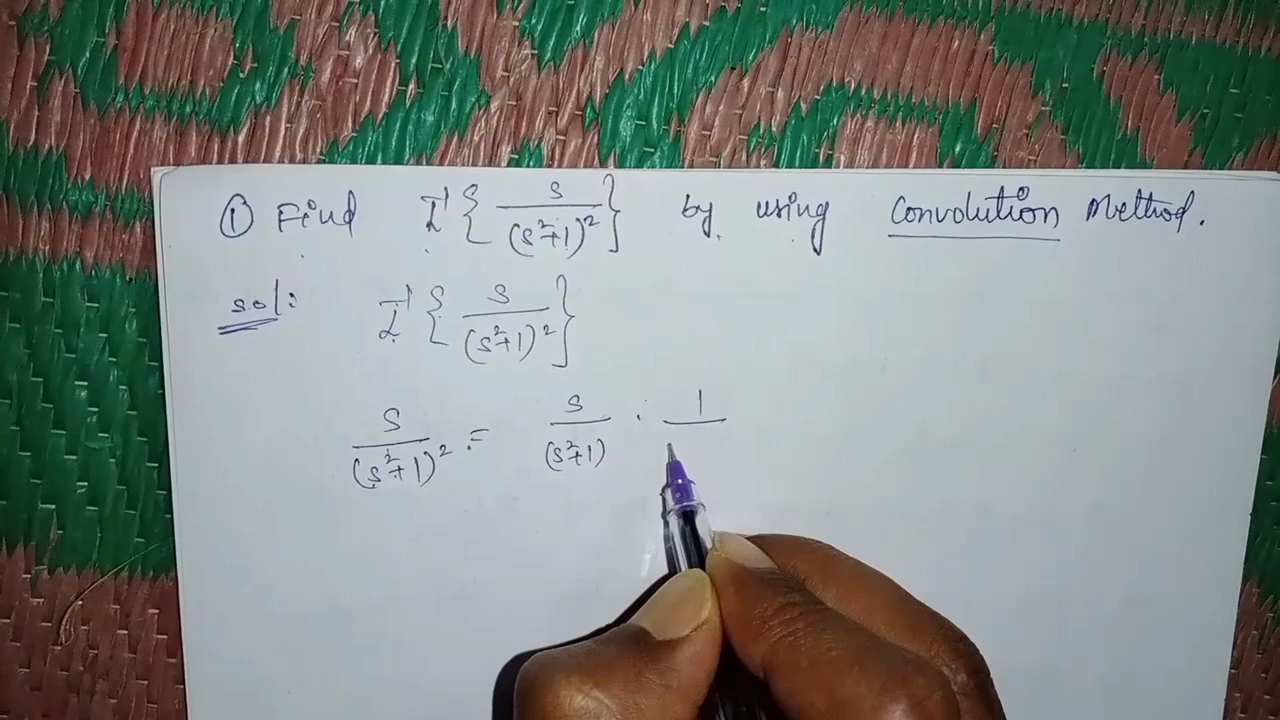 ① Find L⁻¹ { s / (s²+1)² } by using Convolution Method.
sol: L⁻¹ { s / (s²+1)² }
s / (s²+1)² = s / (s²+1) · 1 /